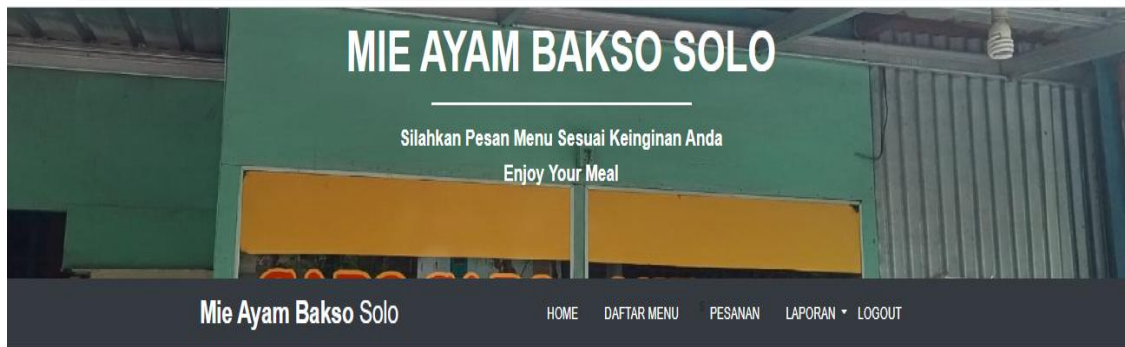 MIE AYAM BAKSO SOLO
Silahkan Pesan Menu Sesuai Keinginan Anda
Enjoy Your Meal
Mie Ayam Bakso Solo HOME DAFTAR MENU PESANAN LAPORAN LOGOUT